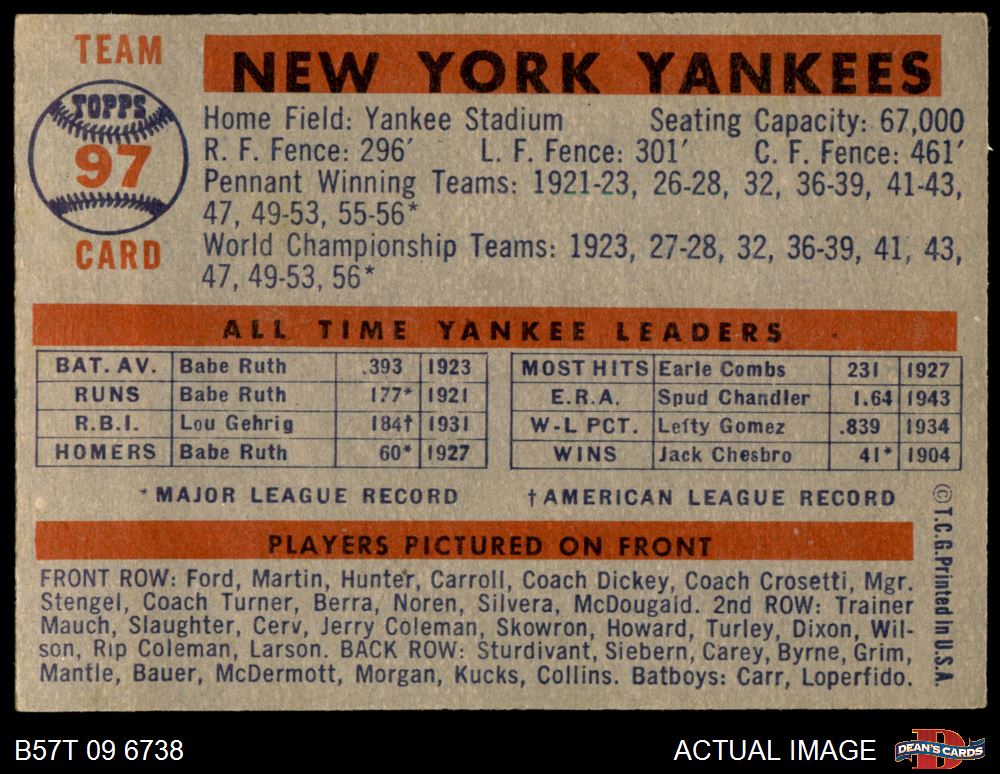 TEAM
TOPPS
97
CARD
NEW YORK YANKEES
Home Field: Yankee Stadium Seating Capacity: 67,000
R. F. Fence: 296′ L. F. Fence: 301′ C. F. Fence: 461′
Pennant Winning Teams: 1921-23, 26-28, 32, 36-39, 41-43,
47, 49-53, 55-56*
World Championship Teams: 1923, 27-28, 32, 36-39, 41, 43,
47, 49-53, 56*
ALL TIME YANKEE LEADERS
BAT. AV. Babe Ruth .393 1923
RUNS Babe Ruth 177* 1921
R.B.I. Lou Gehrig 184† 1931
HOMERS Babe Ruth 60* 1927
MOST HITS Earle Combs 231 1927
E.R.A. Spud Chandler 1.64 1943
W-L PCT. Lefty Gomez .839 1934
WINS Jack Chesbro 41* 1904
*MAJOR LEAGUE RECORD †AMERICAN LEAGUE RECORD
PLAYERS PICTURED ON FRONT
FRONT ROW: Ford, Martin, Hunter, Carroll, Coach Dickey, Coach Crosetti, Mgr.
Stengel, Coach Turner, Berra, Noren, Silvera, McDougald. 2nd ROW: Trainer
Mauch, Slaughter, Cerv, Jerry Coleman, Skowron, Howard, Turley, Dixon, Wil-
son, Rip Coleman, Larson. BACK ROW: Sturdivant, Siebern, Carey, Byrne, Grim,
Mantle, Bauer, McDermott, Morgan, Kucks, Collins. Batboys: Carr, Loperfido.
©T.C.G. Printed in U.S.A.
B57T 09 6738
ACTUAL IMAGE
D
DEAN'S CARDS